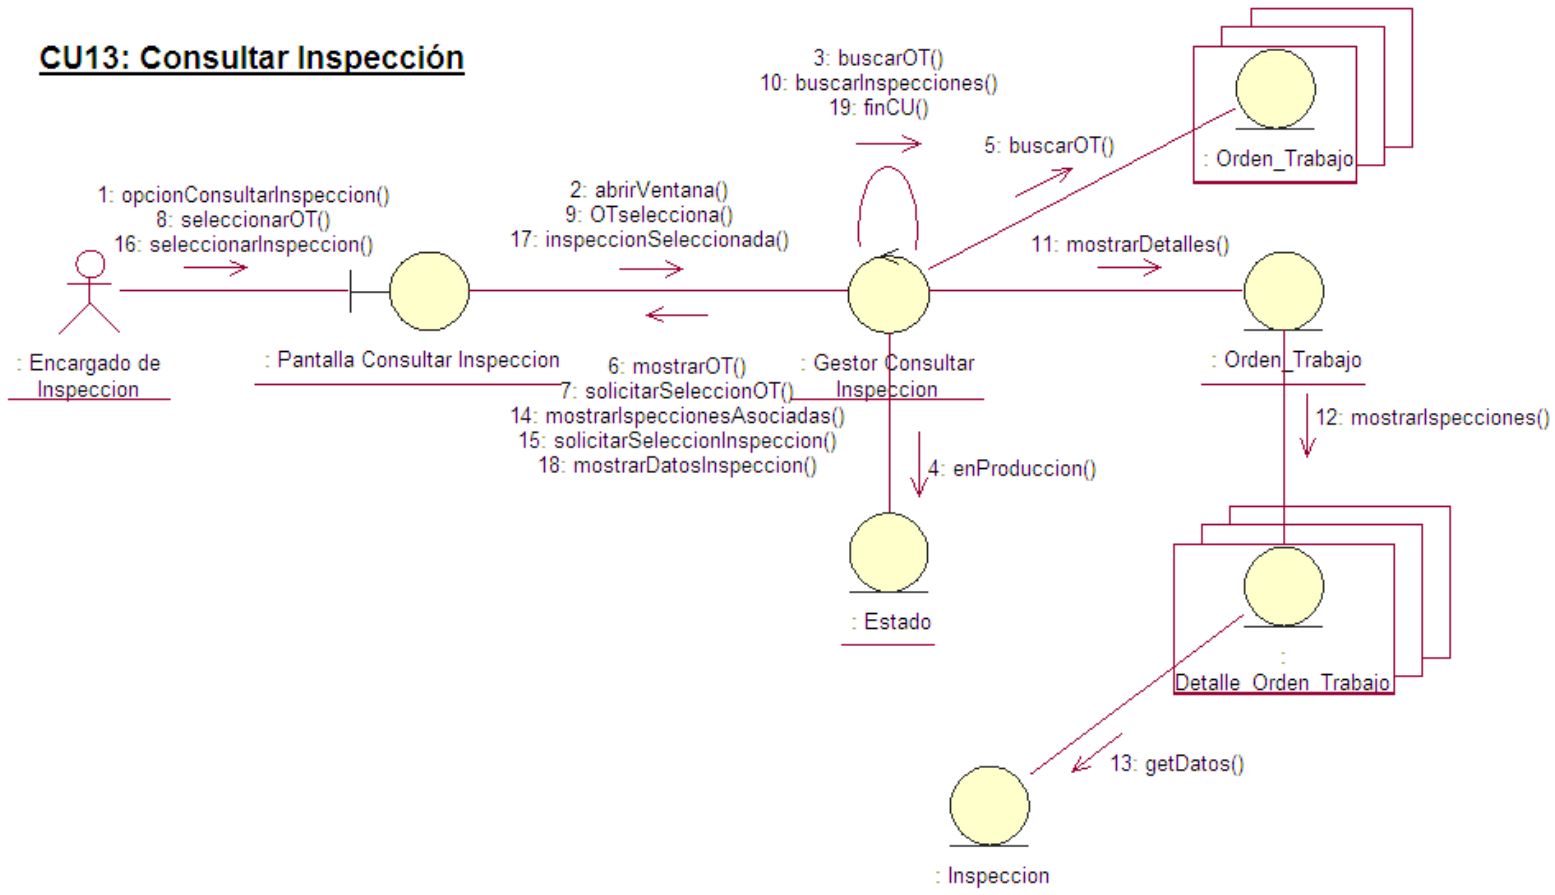 CU13: Consultar Inspección
3: buscarOT()
10: buscarInspecciones()
19: finCU()
5: buscarOT()
: Orden_Trabajo
1: opcionConsultarInspeccion()
8: seleccionarOT()
16: seleccionarInspeccion()
2: abrirVentana()
9: OTselecciona()
17: inspeccionSeleccionada()
11: mostrarDetalles()
: Encargado de
Inspeccion
: Pantalla Consultar Inspeccion
6: mostrarOT()
7: solicitarSeleccionOT()
14: mostrarIspeccionesAsociadas()
15: solicitarSeleccionInspeccion()
18: mostrarDatosInspeccion()
: Gestor Consultar
Inspeccion
: Orden_Trabajo
12: mostrarIspecciones()
4: enProduccion()
: Estado
:
Detalle_Orden_Trabajo
13: getDatos()
: Inspeccion